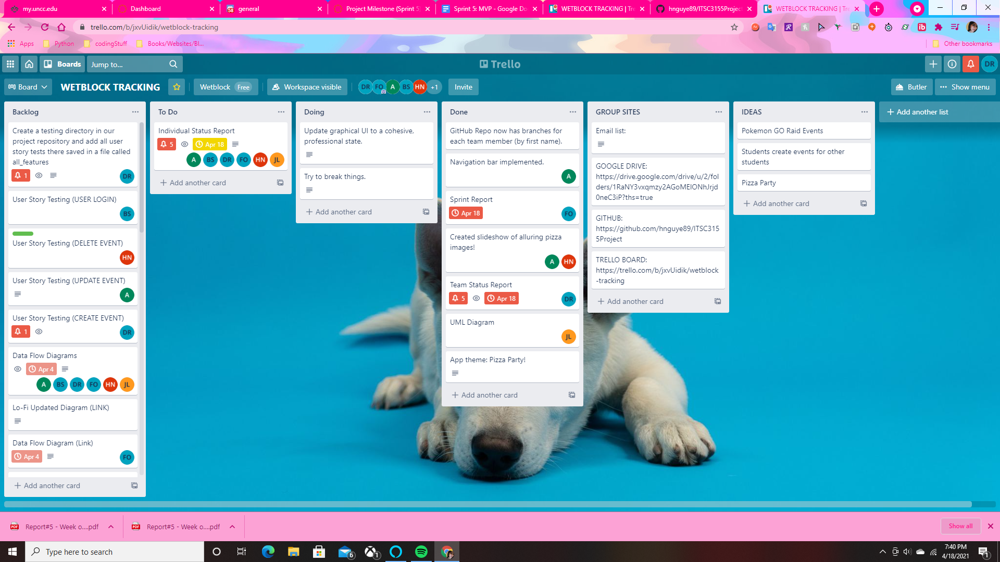 my.uncc.edu
Dashboard
general
Project Milestone (Sprint 5)
Sprint 5: MVP - Google Do
WETBLOCK TRACKING | Tre
hnguye89/ITSC3155Project
WETBLOCK TRACKING | Tre
trello.com/b/jxvUidik/wetblock-tracking
Apps
Python
codingStuff
Books/Websites/Bl...
Other bookmarks
Boards
Jump to...
Trello
DR
Board
WETBLOCK TRACKING
Wetblock Free
Workspace visible
DR FO A BS HN +1
Invite
Butler
Show menu
Backlog
Create a testing directory in our
project repository and add all user
story tests there saved in a file called
all_features
1
DR
User Story Testing (USER LOGIN)
BS
User Story Testing (DELETE EVENT)
HN
User Story Testing (UPDATE EVENT)
A
User Story Testing (CREATE EVENT)
1
DR
Data Flow Diagrams
Apr 4
A BS DR FO HN JL
Lo-Fi Updated Diagram (LINK)
Data Flow Diagram (Link)
Apr 4
FO
Add another card
To Do
Individual Status Report
5
Apr 18
A BS DR FO HN JL
Add another card
Doing
Update graphical UI to a cohesive,
professional state.
Try to break things.
Add another card
Done
GitHub Repo now has branches for
each team member (by first name).
Navigation bar implemented.
A
Sprint Report
Apr 18
FO
Created slideshow of alluring pizza
images!
A HN
Team Status Report
5
Apr 18
DR
UML Diagram
JL
App theme: Pizza Party!
Add another card
GROUP SITES
Email list:
GOOGLE DRIVE:
https://drive.google.com/drive/u/2/fol
ders/1RaNY3vxqmzy2AGoMEIONhJrjd
0neC3iP?ths=true
GITHUB:
https://github.com/hnguye89/ITSC315
5Project
TRELLO BOARD:
https://trello.com/b/jxvUidik/wetblock
-tracking
Add another card
IDEAS
Pokemon GO Raid Events
Students create events for other
students
Pizza Party
Add another card
Add another list
Report#5 - Week o....pdf
Report#5 - Week o....pdf
Show all
Type here to search
6
1
7:40 PM
4/18/2021
1